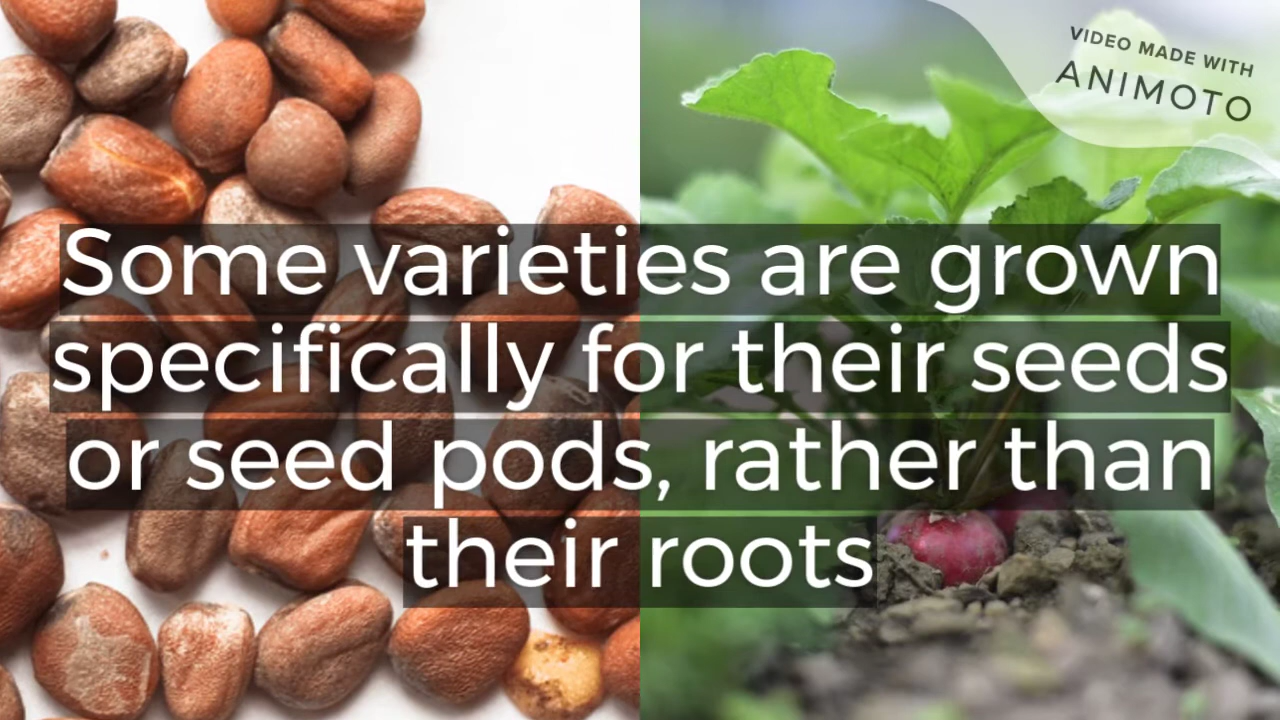 VIDEO MADE WITH
ANIMOTO
Some varieties are grown
specifically for their seeds
or seed pods, rather than
their roots